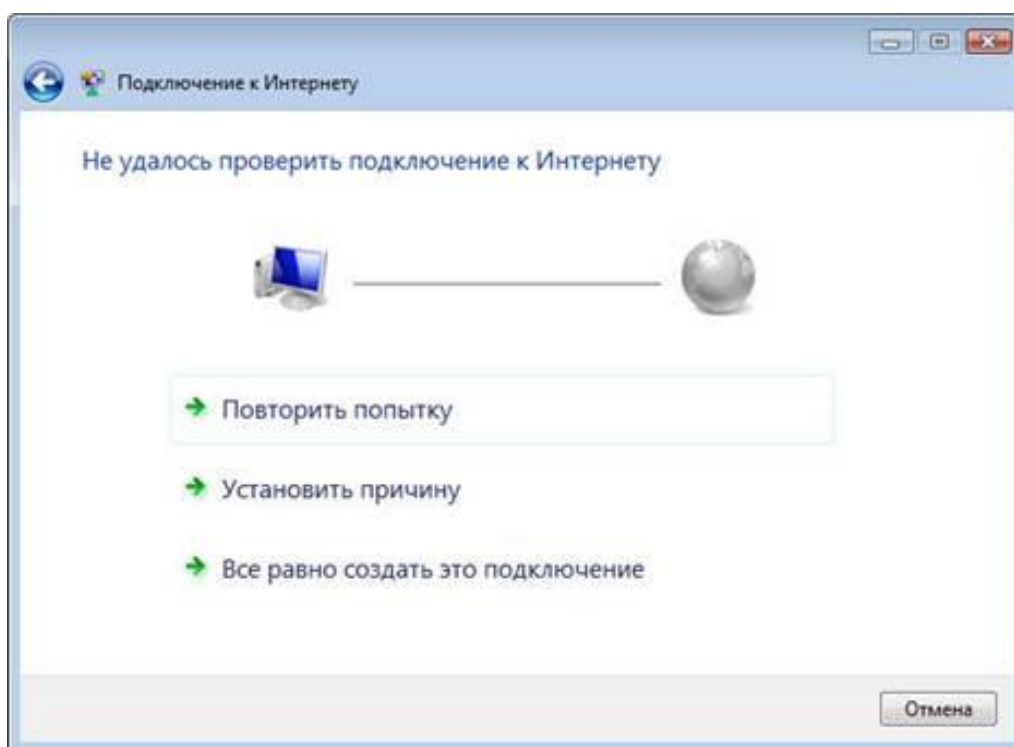 Подключение к Интернету
Не удалось проверить подключение к Интернету
Повторить попытку
Установить причину
Все равно создать это подключение
Отмена